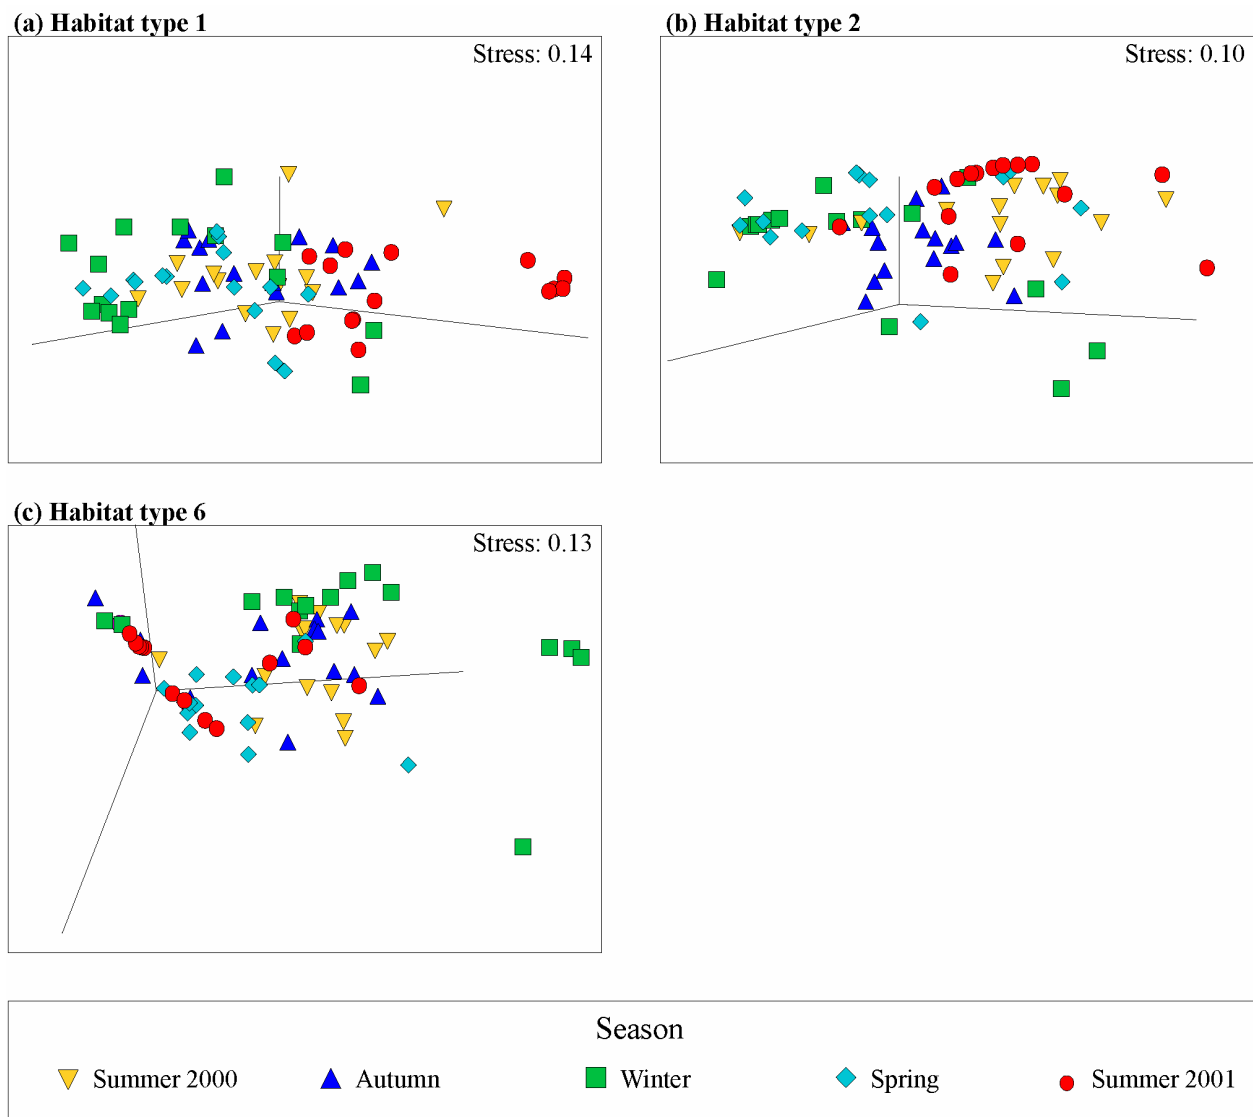 (a) Habitat type 1
Stress: 0.14
(b) Habitat type 2
Stress: 0.10
(c) Habitat type 6
Stress: 0.13
Season
Summer 2000 Autumn Winter Spring Summer 2001